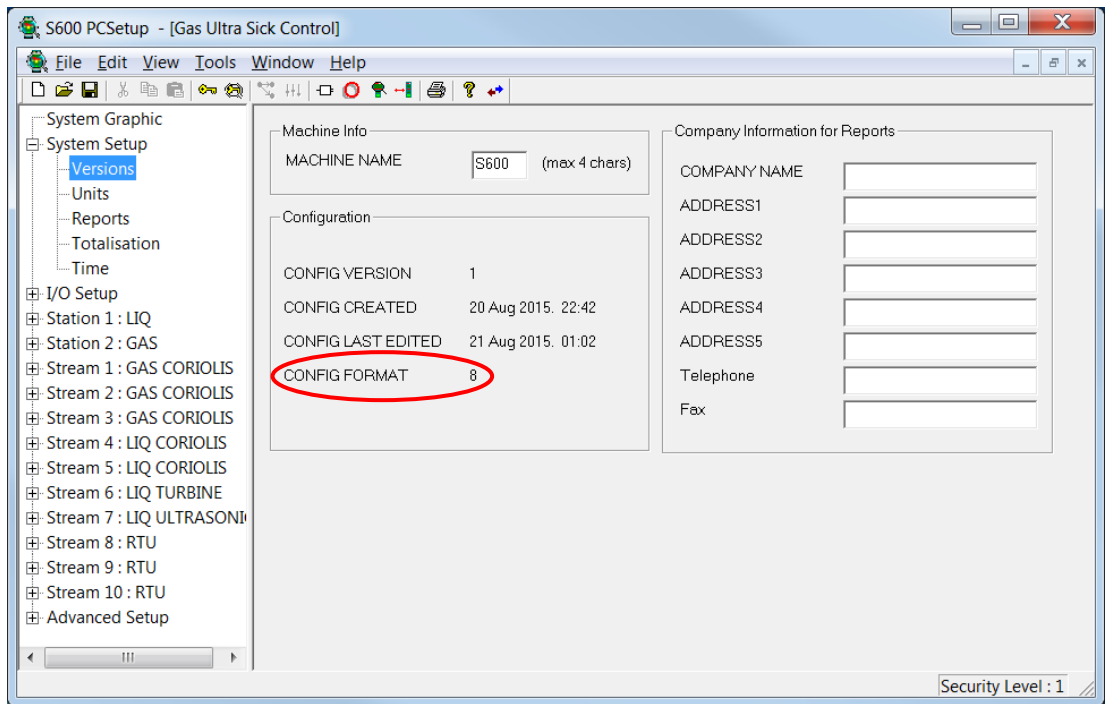 S600 PCSetup - [Gas Ultra Sick Control]
File Edit View Tools Window Help
System Graphic
System Setup
Versions
Units
Reports
Totalisation
Time
I/O Setup
Station 1 : LIQ
Station 2 : GAS
Stream 1 : GAS CORIOLIS
Stream 2 : GAS CORIOLIS
Stream 3 : GAS CORIOLIS
Stream 4 : LIQ CORIOLIS
Stream 5 : LIQ CORIOLIS
Stream 6 : LIQ TURBINE
Stream 7 : LIQ ULTRASONI
Stream 8 : RTU
Stream 9 : RTU
Stream 10 : RTU
Advanced Setup
Machine Info
MACHINE NAME S600 (max 4 chars)
Configuration
CONFIG VERSION 1
CONFIG CREATED 20 Aug 2015. 22:42
CONFIG LAST EDITED 21 Aug 2015. 01:02
CONFIG FORMAT 8
Company Information for Reports
COMPANY NAME
ADDRESS1
ADDRESS2
ADDRESS3
ADDRESS4
ADDRESS5
Telephone
Fax
Security Level : 1